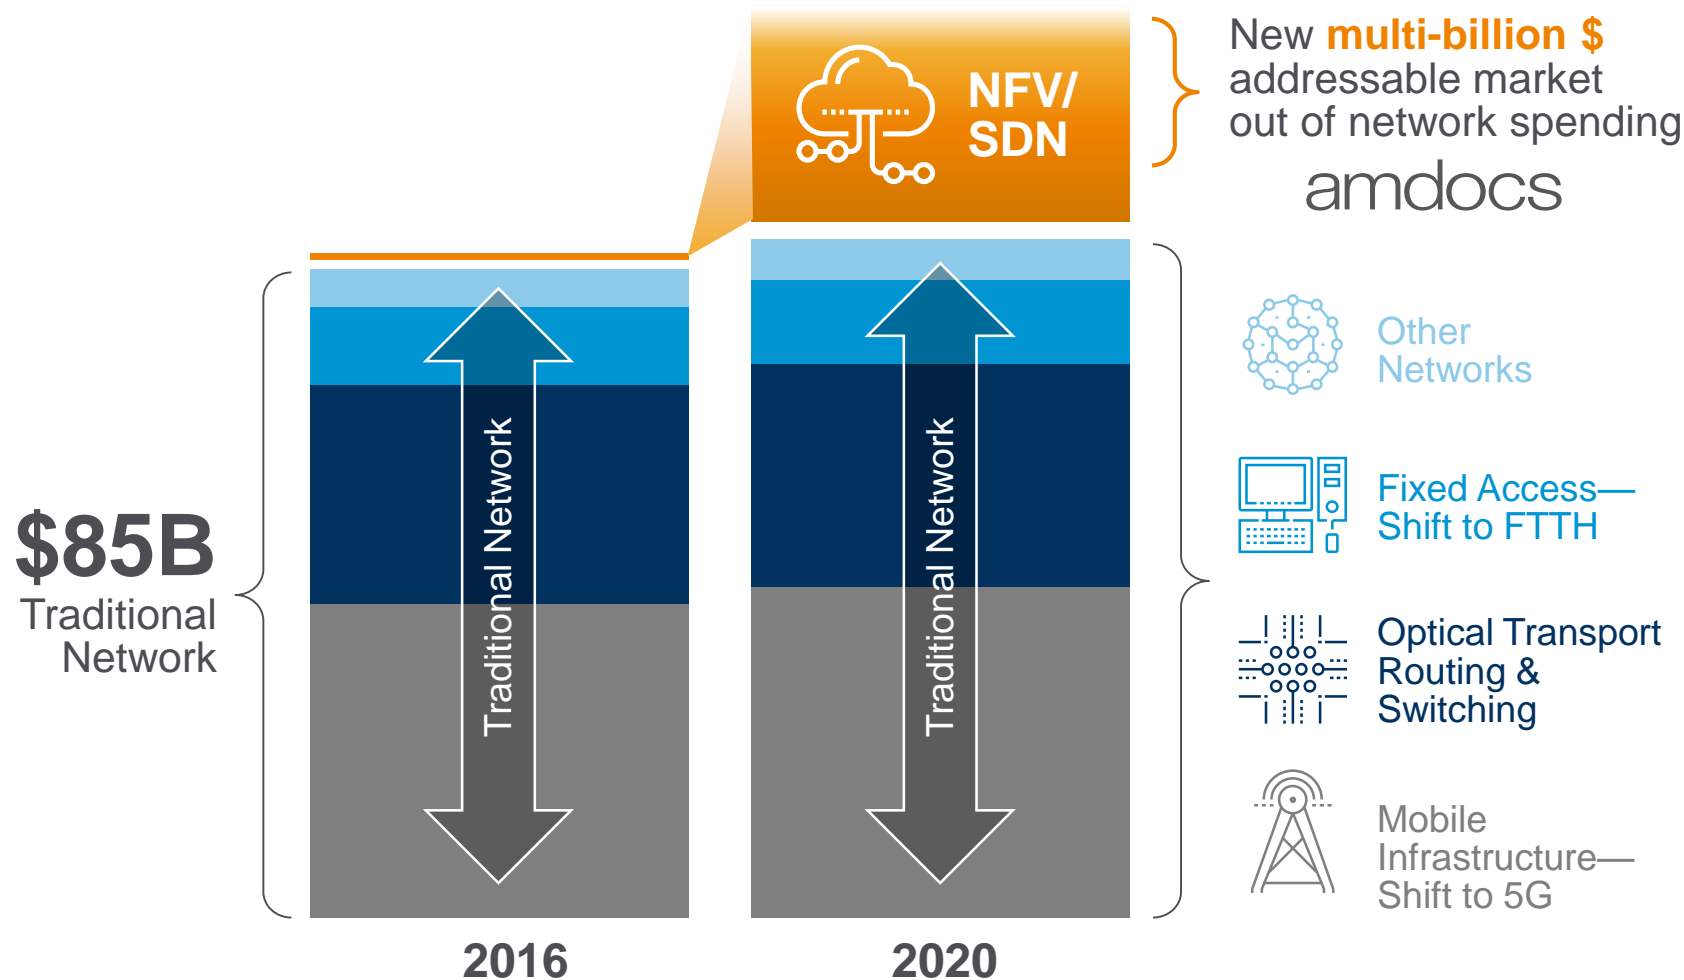 NFV/
SDN
New multi-billion $
addressable market
out of network spending
amdocs
$85B
Traditional
Network
Traditional Network
Traditional Network
Other
Networks
Fixed Access—
Shift to FTTH
Optical Transport
Routing &
Switching
Mobile
Infrastructure—
Shift to 5G
2016
2020